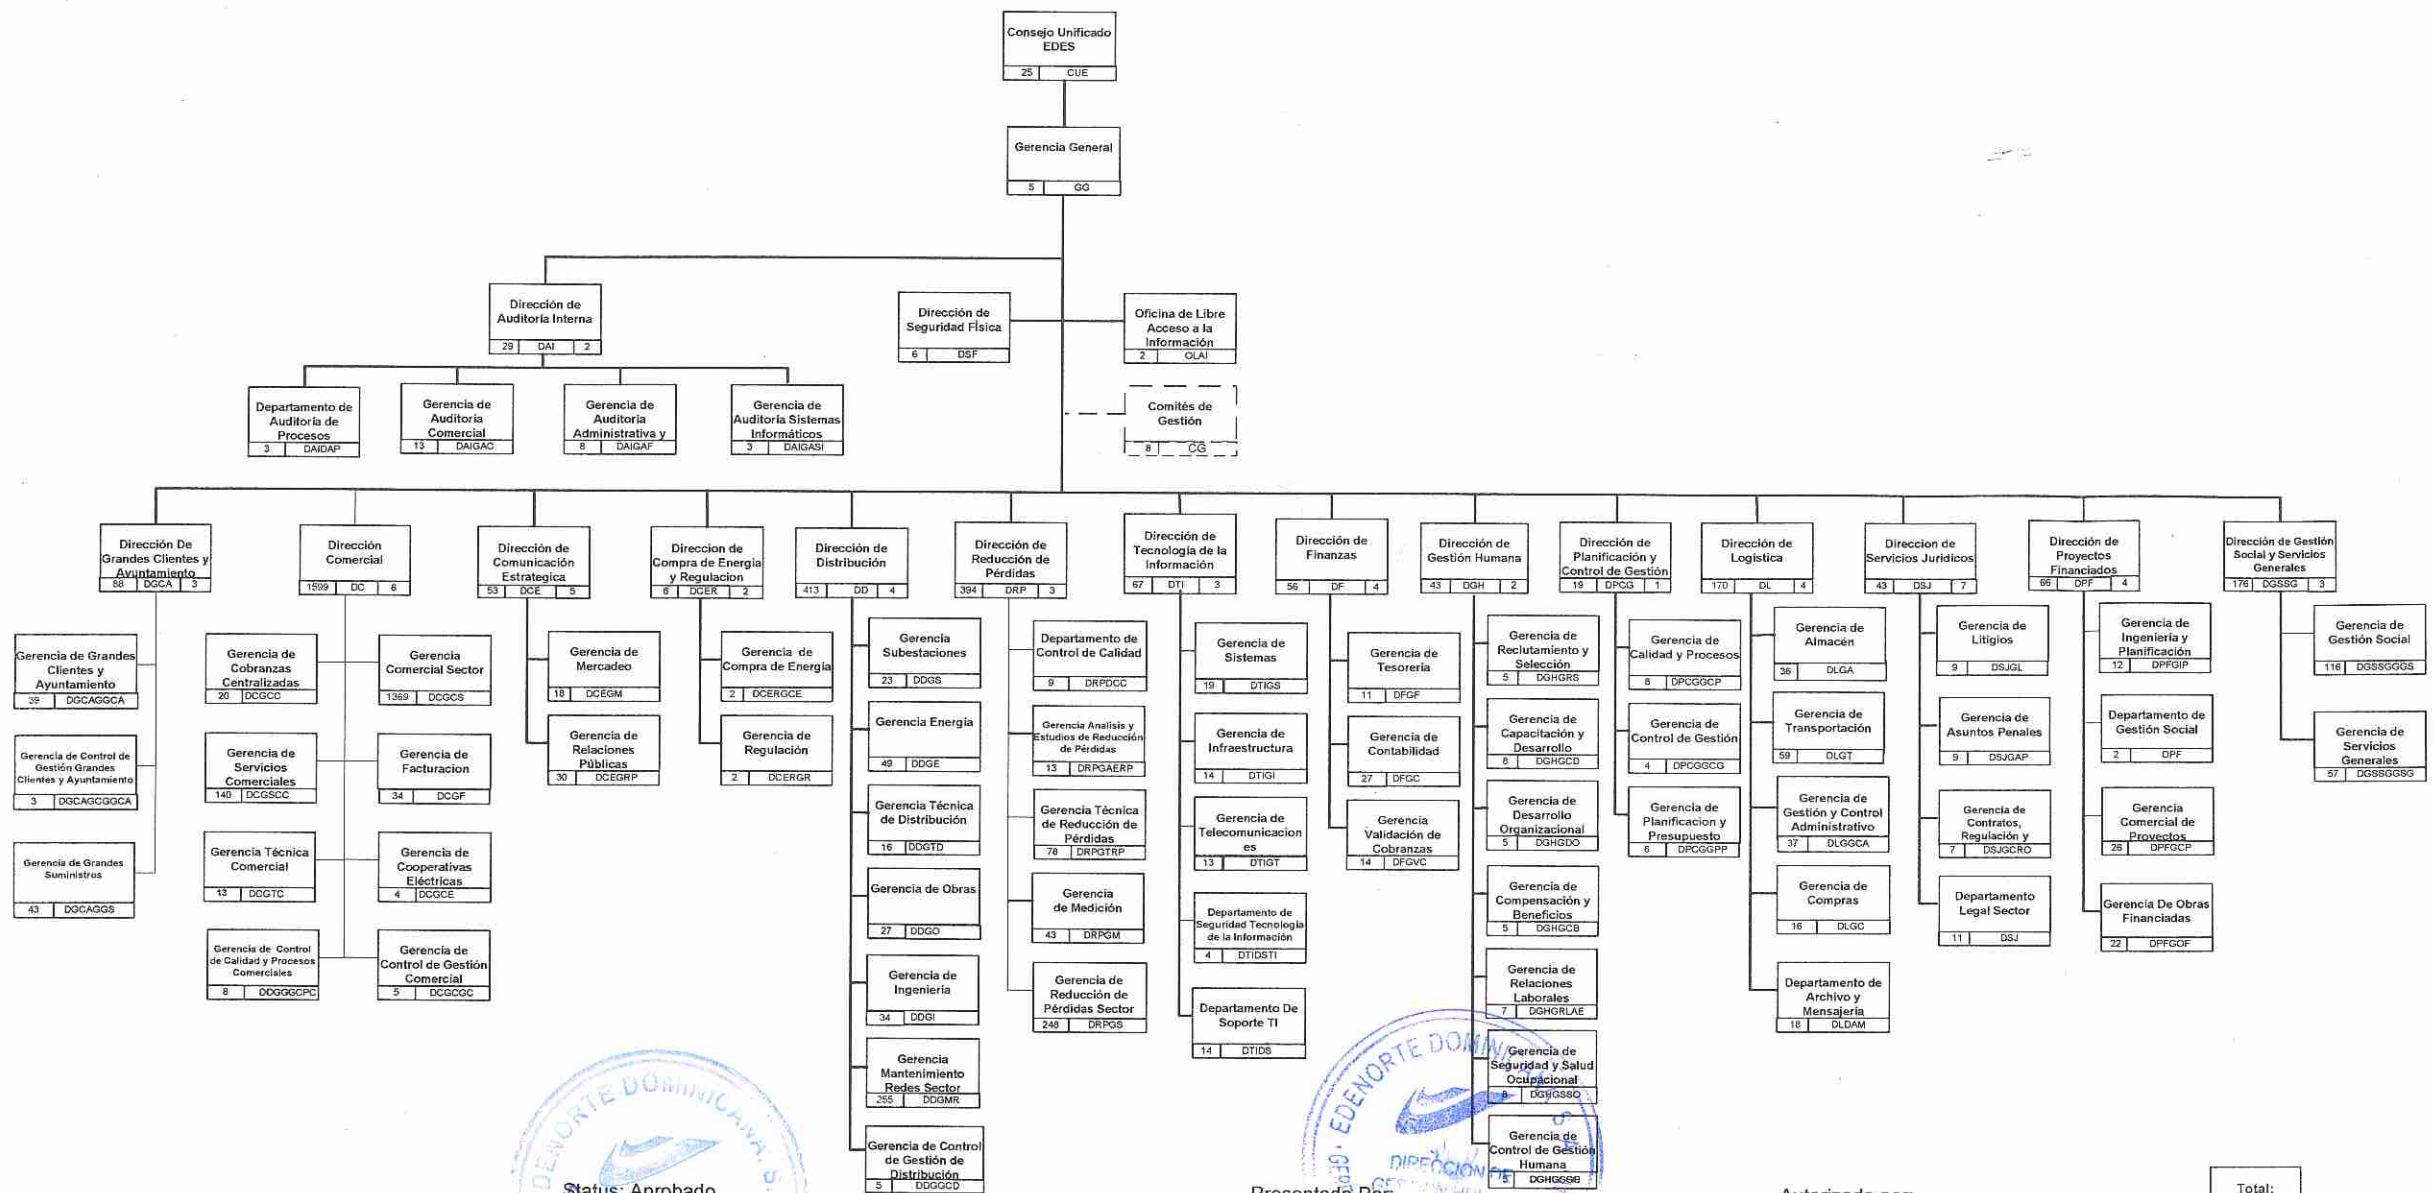 Consejo Unificado
EDES
25 CUE
Gerencia General
5 GG
Dirección de
Auditoria Interna
29 DAI 2
Dirección de
Seguridad Física
6 DSF
Oficina de Libre
Acceso a la
Información
2 OLAI
Departamento de
Auditoria de
Procesos
3 DAIDAP
Gerencia de
Auditoria
Comercial
13 DAIGAC
Gerencia de
Auditoria
Administrativa y
8 DAIGAF
Gerencia de
Auditoria Sistemas
Informáticos
3 DAIGASI
Comités de
Gestión
8 CG
Dirección De
Grandes Clientes y
Ayuntamiento
88 DGCA 3
Dirección
Comercial
1599 DC 6
Dirección de
Comunicación
Estrategica
53 DCE 5
Direccion de
Compra de Energia
y Regulacion
6 DCER 2
Dirección de
Distribución
413 DD 4
Dirección de
Reducción de
Pérdidas
394 DRP 3
Dirección de
Tecnología de la
Información
67 DTI 3
Dirección de
Finanzas
56 DF 4
Dirección de
Gestión Humana
43 DGH 2
Dirección de
Planificación y
Control de Gestión
19 DPCG 1
Dirección de
Logistica
170 DL 4
Direccion de
Servicios Juridicos
43 DSJ 7
Dirección de
Proyectos
Financiados
66 DPF 4
Dirección de Gestión
Social y Servicios
Generales
176 DGSSG 3
Gerencia de Grandes
Clientes y
Ayuntamiento
39 DGCAGGCA
Gerencia de Control de
Gestión Grandes
Clientes y Ayuntamiento
3 DGCAGCGGCA
Gerencia de Grandes
Suministros
43 DGCAGGS
Gerencia de
Cobranzas
Centralizadas
20 DCGCC
Gerencia
Comercial Sector
1369 DCGCS
Gerencia de
Servicios
Comerciales
140 DCGSCC
Gerencia de
Facturacion
34 DCGF
Gerencia Técnica
Comercial
13 DCGTC
Gerencia de
Cooperativas
Eléctricas
4 DCGCE
Gerencia de Control
de Calidad y Procesos
Comerciales
8 DDGGGCPC
Gerencia de
Control de Gestión
Comercial
5 DCGCGC
Gerencia de
Mercadeo
18 DCEGM
Gerencia de
Relaciones
Públicas
30 DCEGRP
Gerencia de
Compra de Energia
2 DCERGCE
Gerencia de
Regulación
2 DCERGR
Gerencia
Subestaciones
23 DDGS
Gerencia Energia
49 DDGE
Gerencia Técnica
de Distribución
16 DDGTD
Gerencia de Obras
27 DDGO
Gerencia de
Ingeniería
34 DDGI
Gerencia
Mantenimiento
Redes Sector
255 DDGMR
Gerencia de Control
de Gestión de
Distribución
5 DDGGCD
Departamento de
Control de Calidad
9 DRPDCC
Gerencia Analisis y
Estudios de Reducción
de Pérdidas
13 DRPGAERP
Gerencia Técnica
de Reducción de
Pérdidas
78 DRPGTRP
Gerencia
de Medición
43 DRPGM
Gerencia de
Reducción de
Pérdidas Sector
248 DRPGS
Gerencia de
Sistemas
19 DTIGS
Gerencia de
Infraestructura
14 DTIGI
Gerencia de
Telecomunicacion
es
13 DTIGT
Departamento de
Seguridad Tecnología
de la Información
4 DTIDSTI
Departamento De
Soporte TI
14 DTIDS
Gerencia de
Tesoreria
11 DFGF
Gerencia de
Contabilidad
27 DFGC
Gerencia
Validación de
Cobranzas
14 DFGVC
Gerencia de
Reclutamiento y
Selección
5 DGHGRS
Gerencia de
Capacitación y
Desarrollo
8 DGHGCD
Gerencia de
Desarrollo
Organizacional
5 DGHGDO
Gerencia de
Compensación y
Beneficios
5 DGHGCB
Gerencia de
Relaciones
Laborales
7 DGHGRLAE
Gerencia de
Seguridad y Salud
Ocupacional
DGHGSSO
Gerencia de
Control de Gestión
Humana
Gerencia de
Calidad y Procesos
8 DPCGGCP
Gerencia de
Control de Gestión
4 DPCGGCG
Gerencia de
Planificacion y
Presupuesto
6 DPCGGPP
Gerencia de
Almacén
36 DLGA
Gerencia de
Transportación
59 DLGT
Gerencia de
Gestión y Control
Administrativo
37 DLGGCA
Gerencia de
Compras
16 DLGC
Departamento de
Archivo y
Mensajería
18 DLDAM
Gerencia de
Litigios
9 DSJGL
Gerencia de
Asuntos Penales
9 DSJGAP
Gerencia de
Contratos,
Regulación y
7 DSJGCRO
Departamento
Legal Sector
11 DSJ
Gerencia de
Ingeniería y
Planificación
12 DPFGIP
Departamento de
Gestión Social
2 DPF
Gerencia
Comercial de
Proyectos
26 DPFGCP
Gerencia De Obras
Financiadas
22 DPFGOF
Gerencia de
Gestión Social
116 DGSSGGGS
Gerencia de
Servicios
Generales
57 DGSSGGSG
EDENORTE DOMINICANA, S.
Status: Aprobado
EDENORTE DOMINICANA, S. A
DIRECCION DE
Presentado Por:
Autorizado por:
Total: